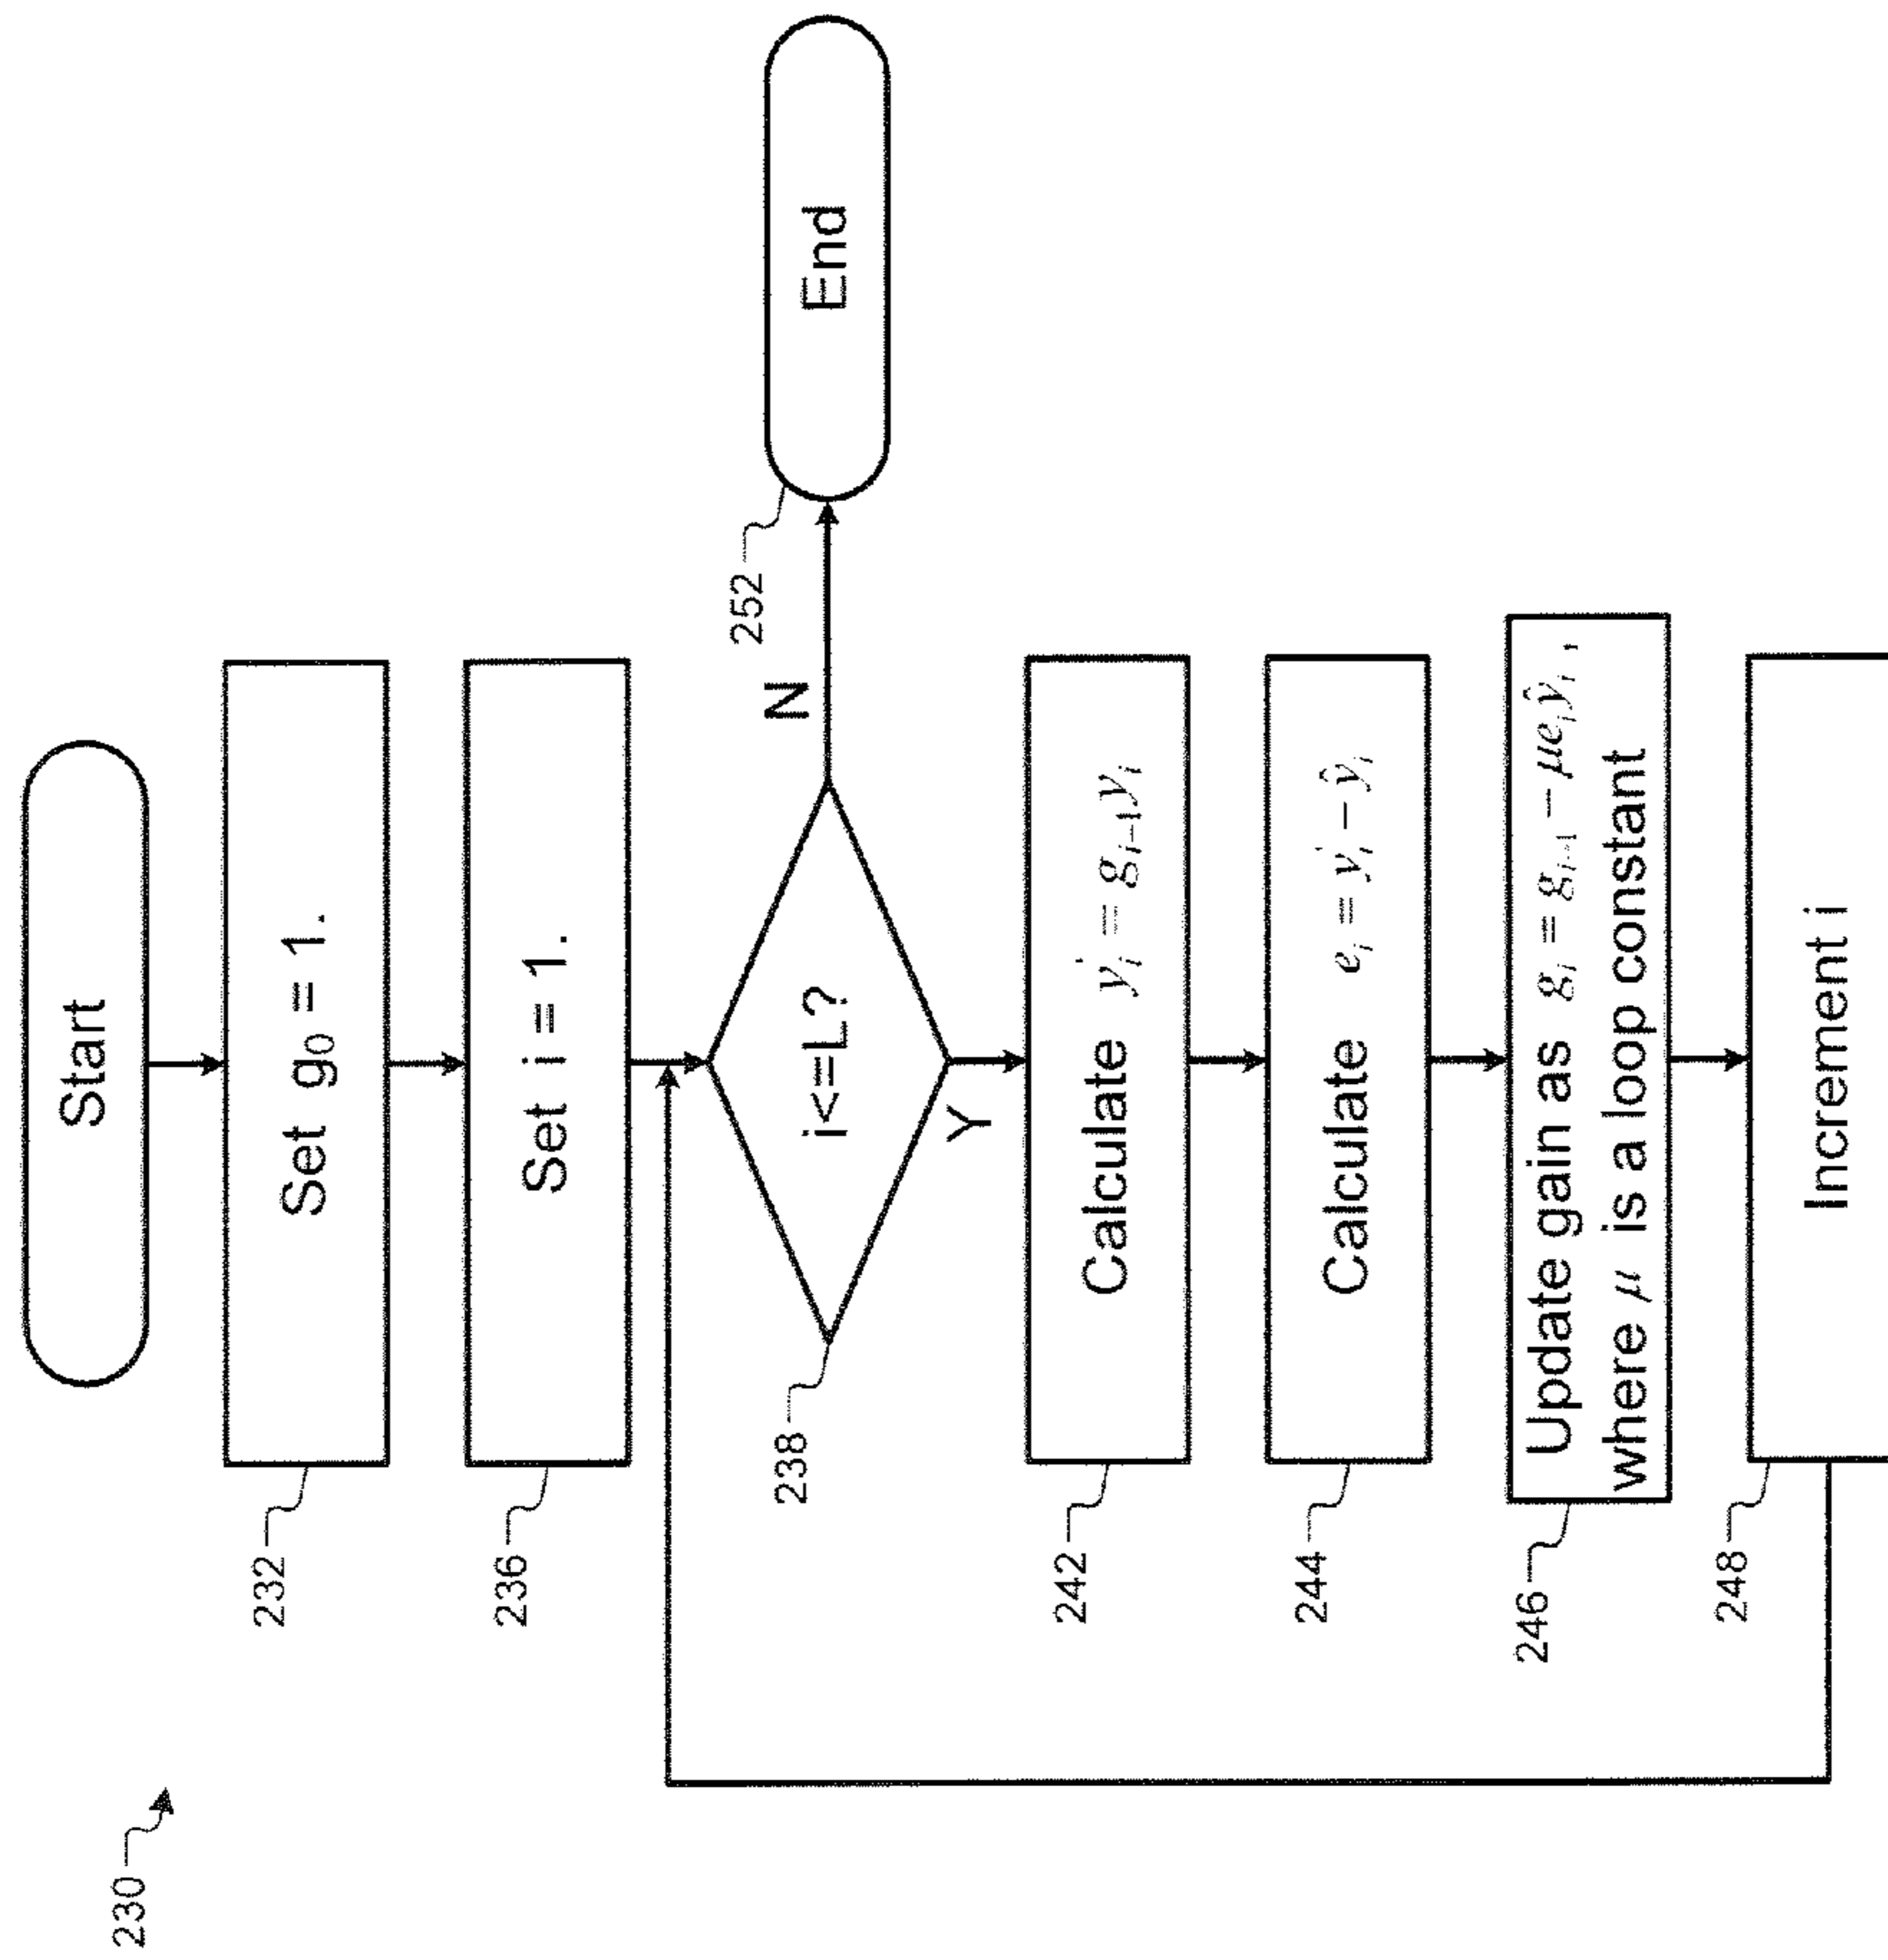 230
Start
232
Set g₀ = 1.
236
Set i = 1.
238
i<=L?
N
252
End
Y
242
Calculate y'ᵢ = gᵢ₋₁yᵢ
244
Calculate eᵢ = y'ᵢ − ŷᵢ
246
Update gain as gᵢ = gᵢ₋₁ − μeᵢŷᵢ ,
where μ is a loop constant
248
Increment i